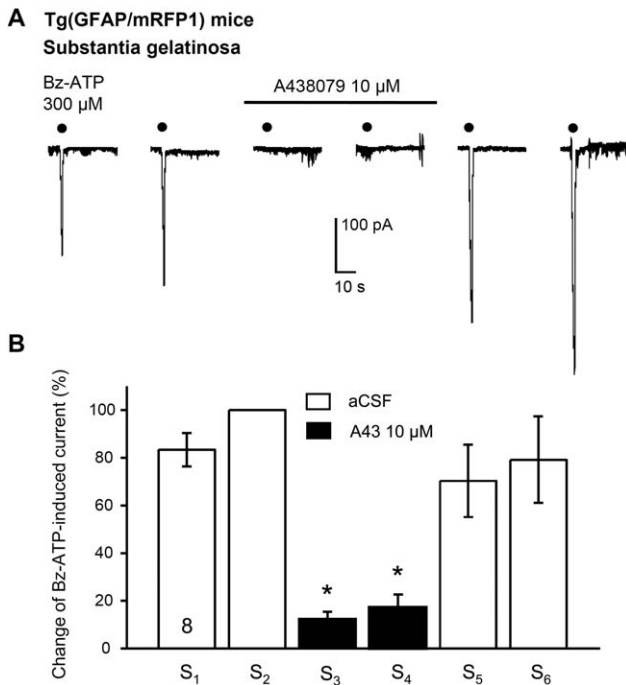 A Tg(GFAP/mRFP1) mice
Substantia gelatinosa
Bz-ATP
300 µM
A438079 10 µM
100 pA
10 s
B
Change of Bz-ATP-induced current (%)
100
80
60
40
20
0
aCSF
A43 10 µM
*
*
8
S₁ S₂ S₃ S₄ S₅ S₆